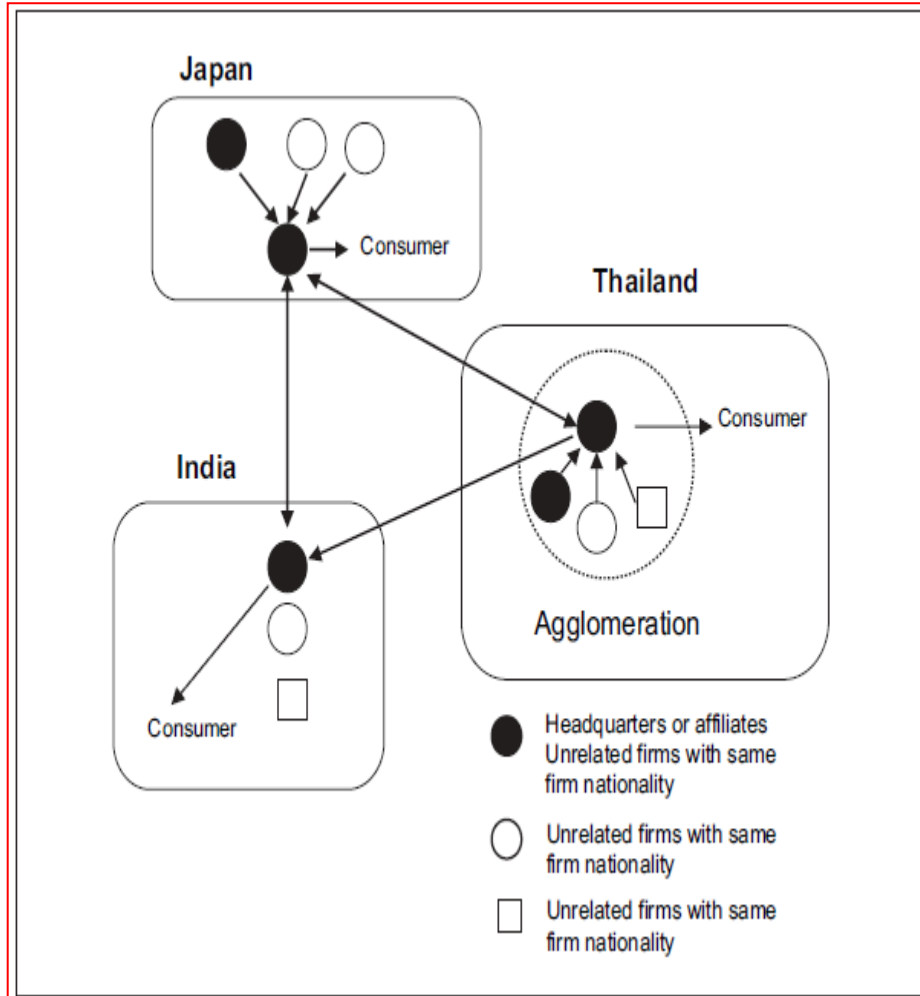 Japan
Consumer
Thailand
Consumer
India
Agglomeration
Consumer
Headquarters or affiliates
Unrelated firms with same
firm nationality
Unrelated firms with same
firm nationality
Unrelated firms with same
firm nationality